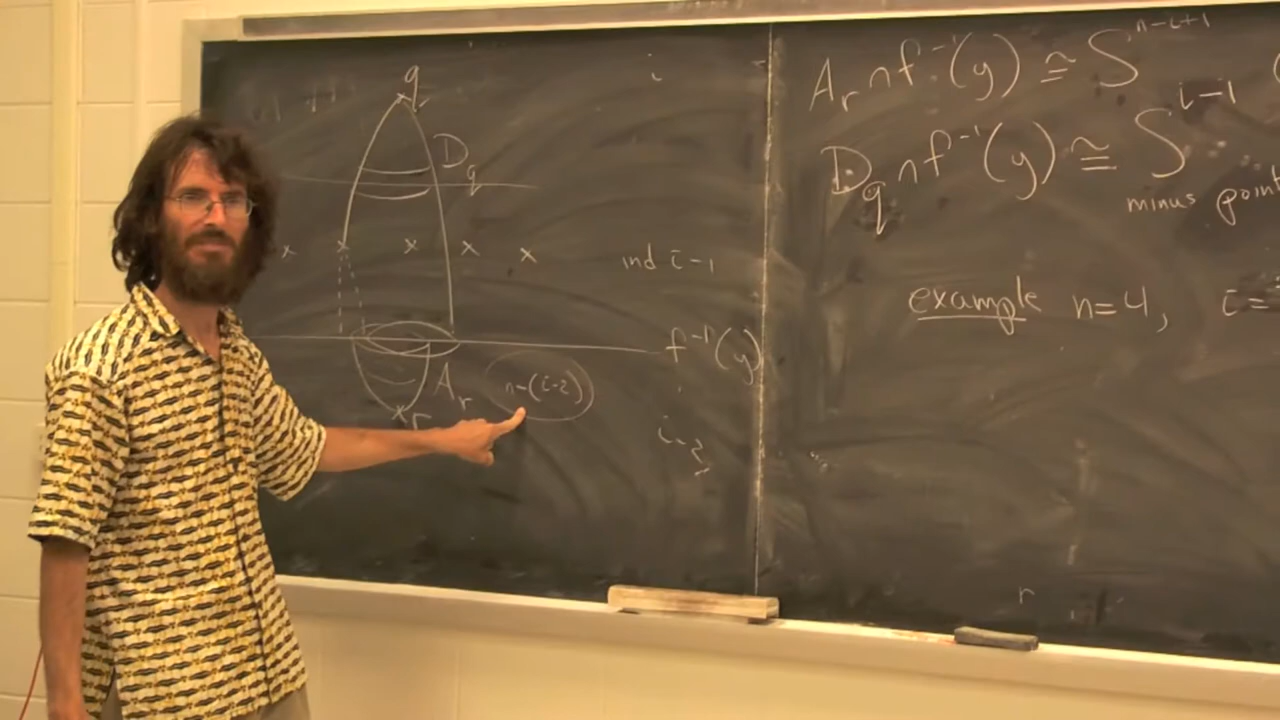 q
i
D_q
x x x x x ind i-1
f^{-1}(y)
A_r
n-(i-2)
r
i-2
A_r ∩ f^{-1}(y) ≅ S^{n-i+1}
D_q ∩ f^{-1}(y) ≅ S^{i-1}
minus point
example n=4, i=
r